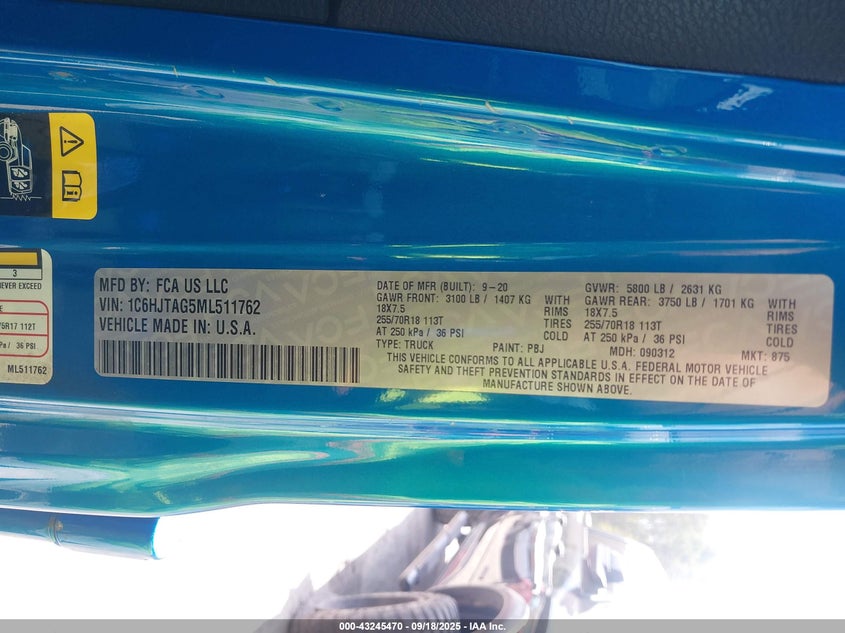 3
NEVER EXCEED
5R17 112T
kPa / 36 PSI
ML511762
MFD BY: FCA US LLC
VIN: 1C6HJTAG5ML511762
VEHICLE MADE IN: U.S.A.
DATE OF MFR (BUILT): 9-20 GVWR: 5800 LB / 2631 KG
GAWR FRONT: 3100 LB / 1407 KG WITH GAWR REAR: 3750 LB / 1701 KG WITH
18X7.5 RIMS 18X7.5 RIMS
255/70R18 113T TIRES 255/70R18 113T TIRES
AT 250 kPa / 36 PSI COLD AT 250 kPa / 36 PSI COLD
TYPE: TRUCK PAINT: PBJ MDH: 090312 MKT: 875
THIS VEHICLE CONFORMS TO ALL APPLICABLE U.S.A. FEDERAL MOTOR VEHICLE
SAFETY AND THEFT PREVENTION STANDARDS IN EFFECT ON THE DATE OF
MANUFACTURE SHOWN ABOVE.
000-43245470 - 09/18/2025 - IAA Inc.